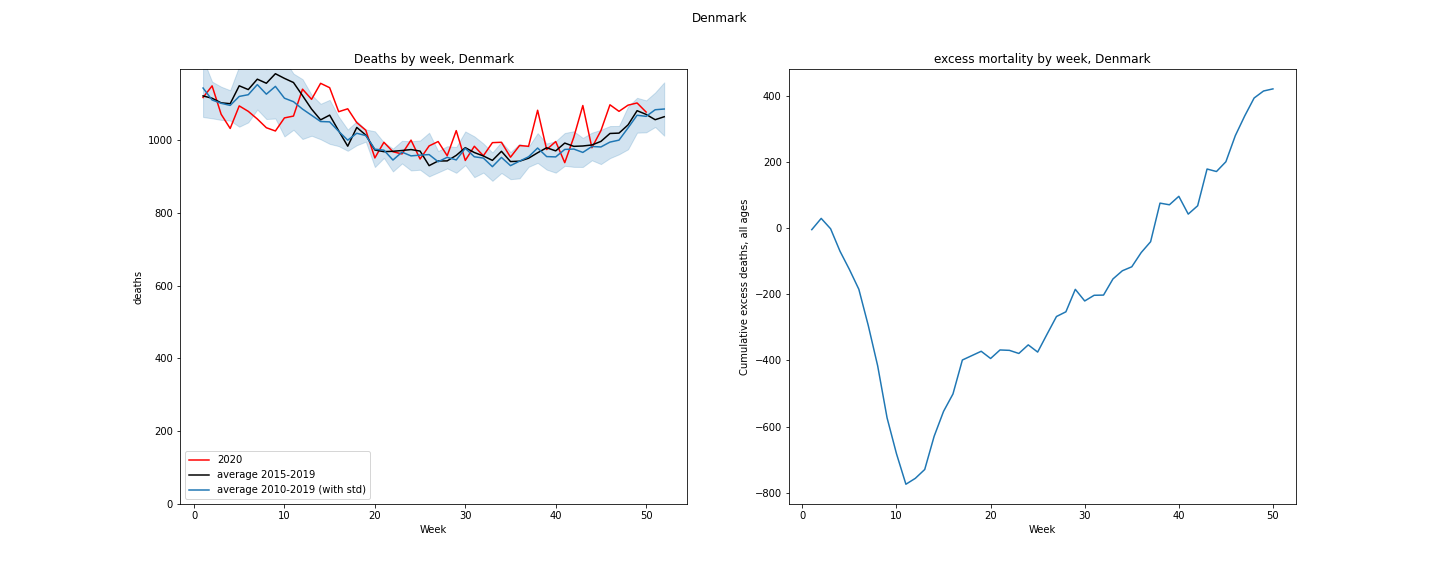 Denmark
Deaths by week, Denmark
deaths
1000
800
600
400
200
0
0 10 20 30 40 50
Week
2020
average 2015-2019
average 2010-2019 (with std)
excess mortality by week, Denmark
Cumulative excess deaths, all ages
400
200
0
−200
−400
−600
−800
0 10 20 30 40 50
Week